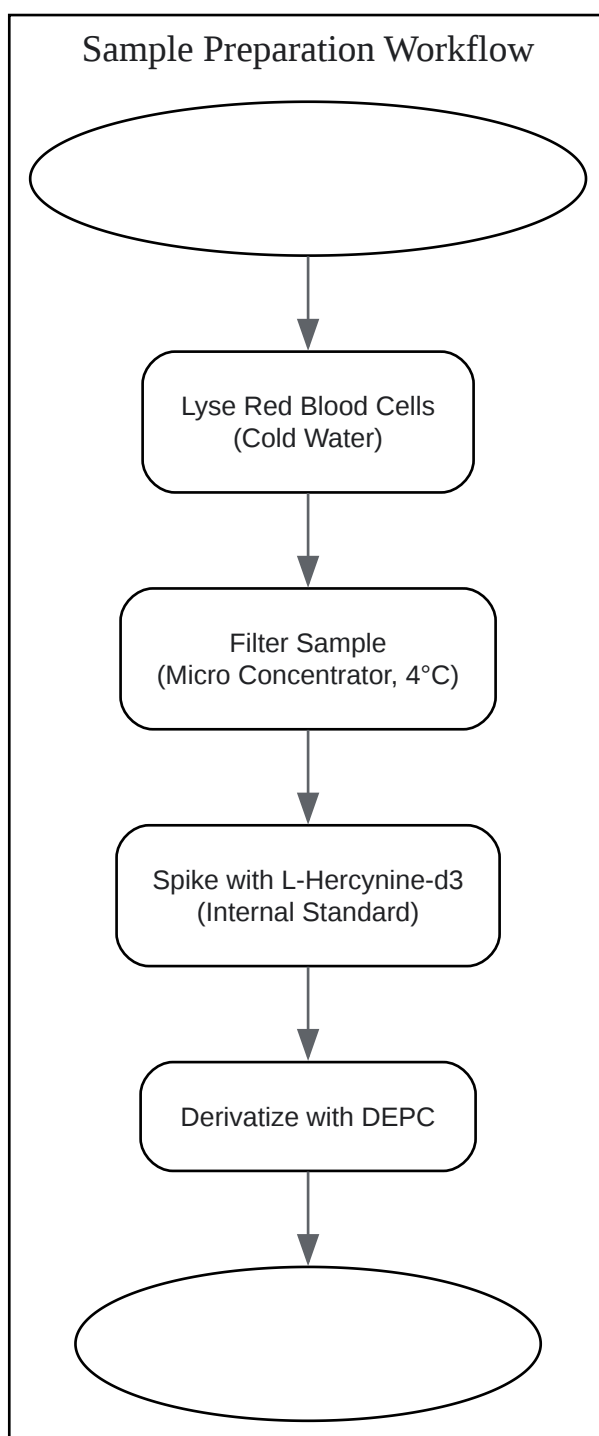 Sample Preparation Workflow
Lyse Red Blood Cells
(Cold Water)
Filter Sample
(Micro Concentrator, 4°C)
Spike with L-Hercynine-d3
(Internal Standard)
Derivatize with DEPC